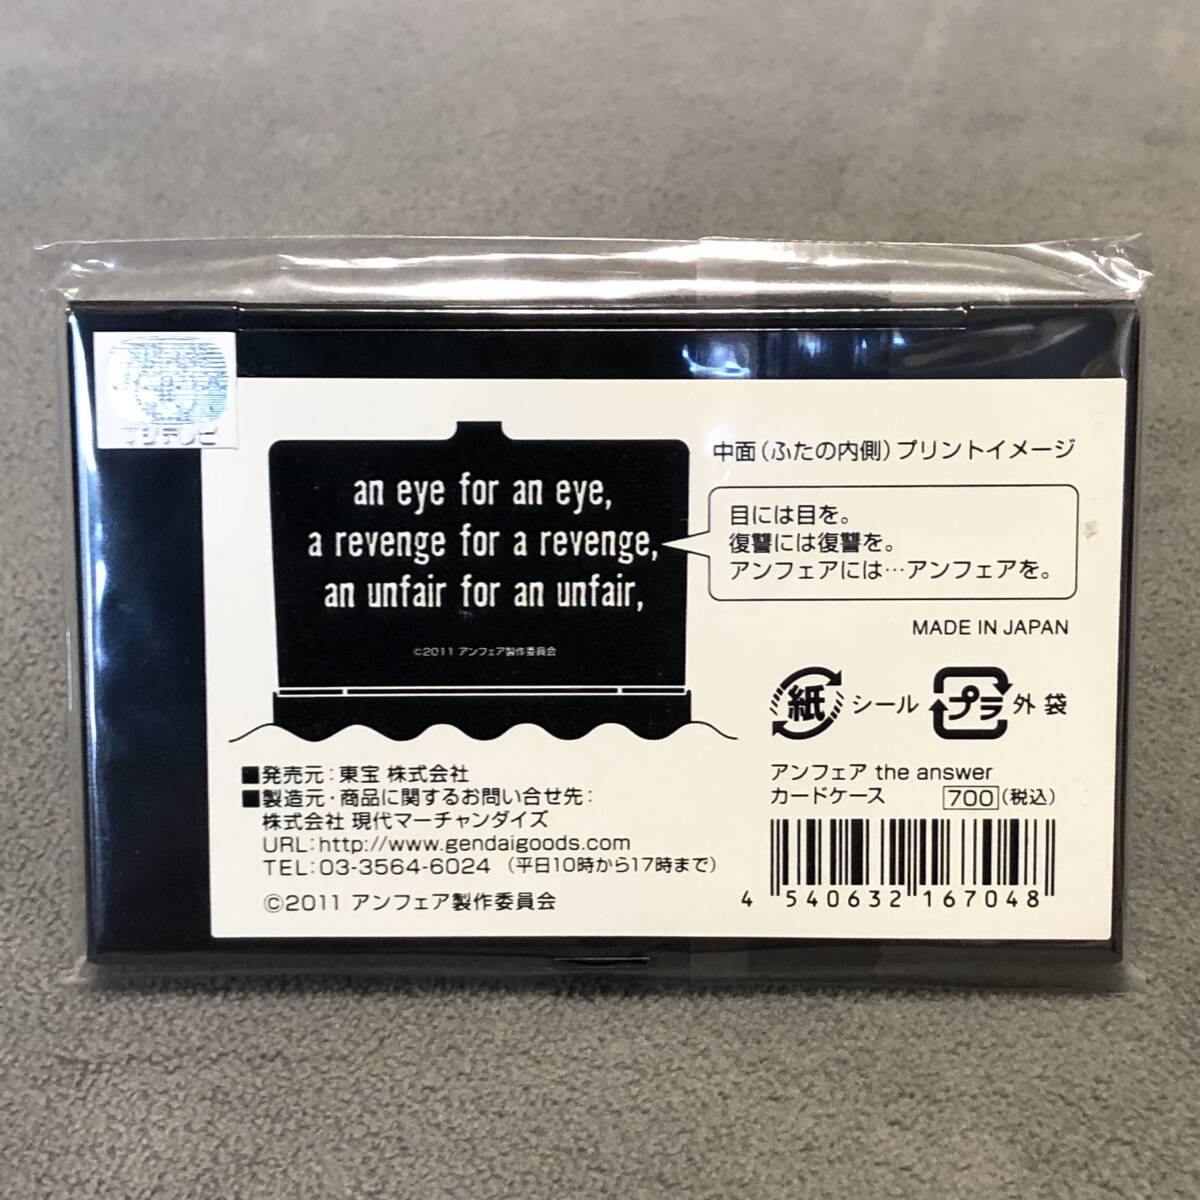 フジテレビ
an eye for an eye,
a revenge for a revenge,
an unfair for an unfair,
©2011 アンフェア製作委員会
中面(ふたの内側)プリントイメージ
目には目を。
復讐には復讐を。
アンフェアには…アンフェアを。
MADE IN JAPAN
紙 シール プラ 外袋
■発売元:東宝 株式会社
■製造元・商品に関するお問い合せ先:
株式会社 現代マーチャンダイズ
URL:http://www.gendaigoods.com
TEL:03-3564-6024 (平日10時から17時まで)
©2011 アンフェア製作委員会
アンフェア the answer
カードケース 700(税込)
4 540632 167048